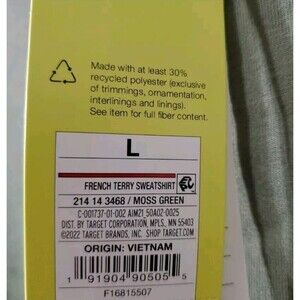 Made with at least 30%
recycled polyester (exclusive
of trimmings, ornamentation,
interlinings and linings).
See item for full fiber content.
L
FRENCH TERRY SWEATSHIRT
214 14 3468 / MOSS GREEN
C-001737-01-002 AIM21_50A02-0025
DIST. BY TARGET CORPORATION, MPLS, MN 55403
©2022 TARGET BRANDS, INC. SHOP TARGET.COM
ORIGIN: VIETNAM
1 91904 90505 5
F16815507